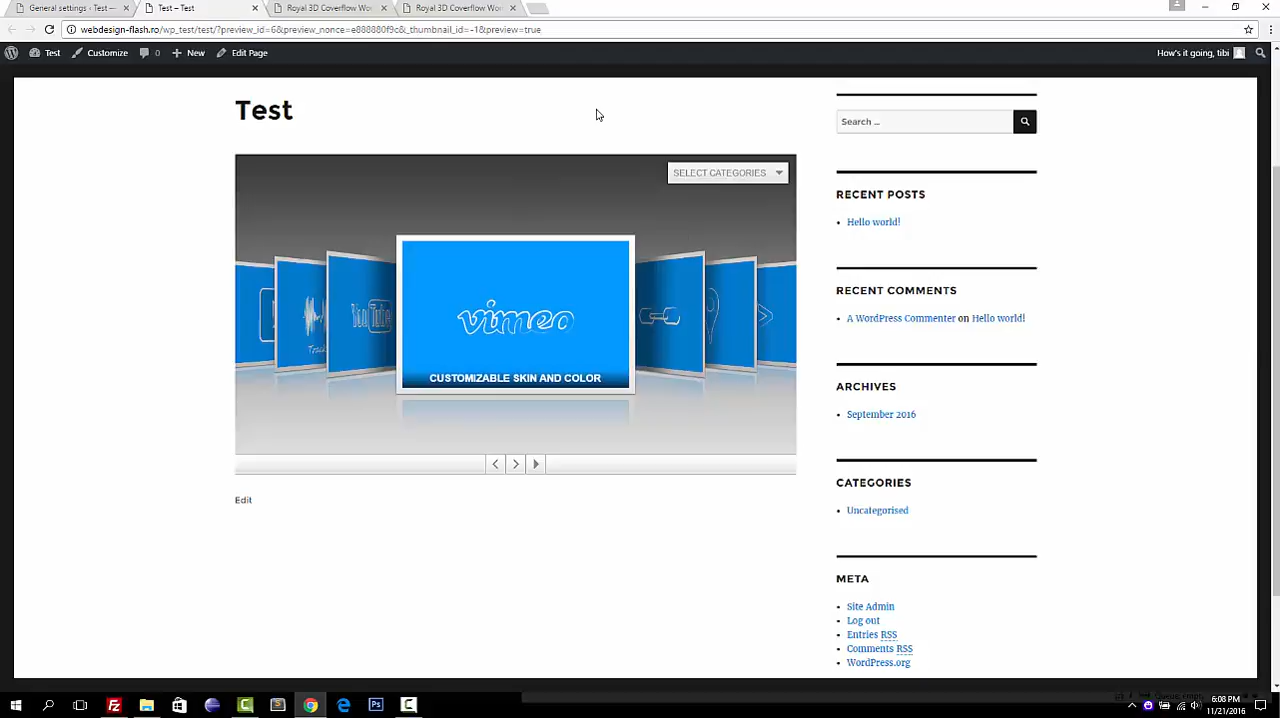 General settings ‹ Test —
Test – Test
Royal 3D Coverflow Wor
Royal 3D Coverflow Wor
webdesign-flash.ro/wp_test/test/?preview_id=6&preview_nonce=e888880f9c&_thumbnail_id=-1&preview=true
Test
Customize
0
New
Edit Page
How's it going, tibi
Test
Search …
SELECT CATEGORIES
RECENT POSTS
Hello world!
RECENT COMMENTS
You Tube
vimeo
A WordPress Commenter on Hello world!
CUSTOMIZABLE SKIN AND COLOR
ARCHIVES
September 2016
CATEGORIES
Edit
Uncategorised
META
Site Admin
Log out
Entries RSS
Comments RSS
WordPress.org
6:08 PM
11/21/2016